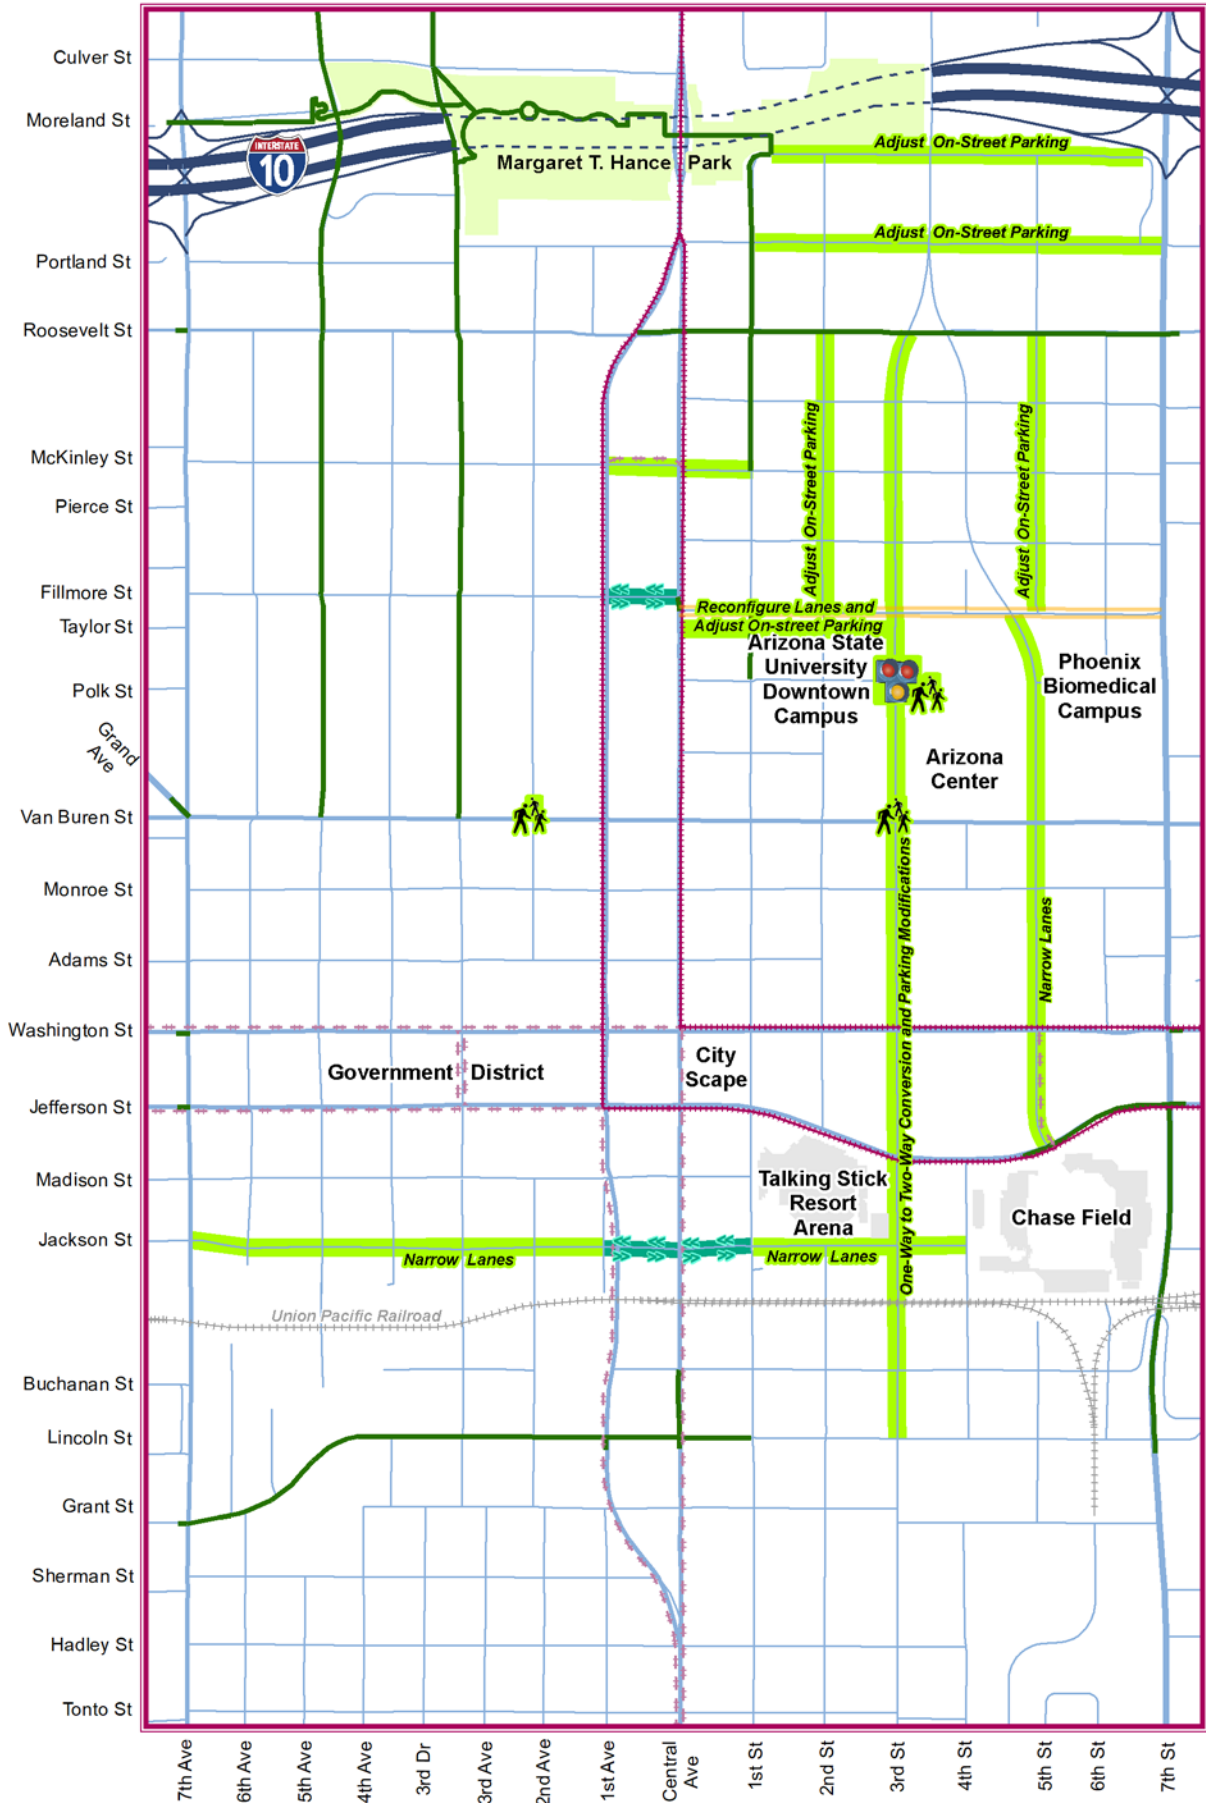 Culver St
Moreland St
INTERSTATE
10
Margaret T. Hance Park
Adjust On-Street Parking
Adjust On-Street Parking
Portland St
Roosevelt St
McKinley St
Pierce St
Fillmore St
Taylor St
Polk St
Grand
Ave
Van Buren St
Monroe St
Adams St
Washington St
Jefferson St
Madison St
Jackson St
Buchanan St
Lincoln St
Grant St
Sherman St
Hadley St
Tonto St
Adjust On-Street Parking
Adjust On-Street Parking
Reconfigure Lanes and
Adjust On-street Parking
Arizona State
University
Downtown
Campus
Phoenix
Biomedical
Campus
Arizona
Center
One-Way to Two-Way Conversion and Parking Modifications
Narrow Lanes
Government District
City
Scape
Talking Stick
Resort
Arena
Chase Field
Narrow Lanes
Narrow Lanes
Union Pacific Railroad
7th Ave
6th Ave
5th Ave
4th Ave
3rd Dr
3rd Ave
2nd Ave
1st Ave
Central
Ave
1st St
2nd St
3rd St
4th St
5th St
6th St
7th St